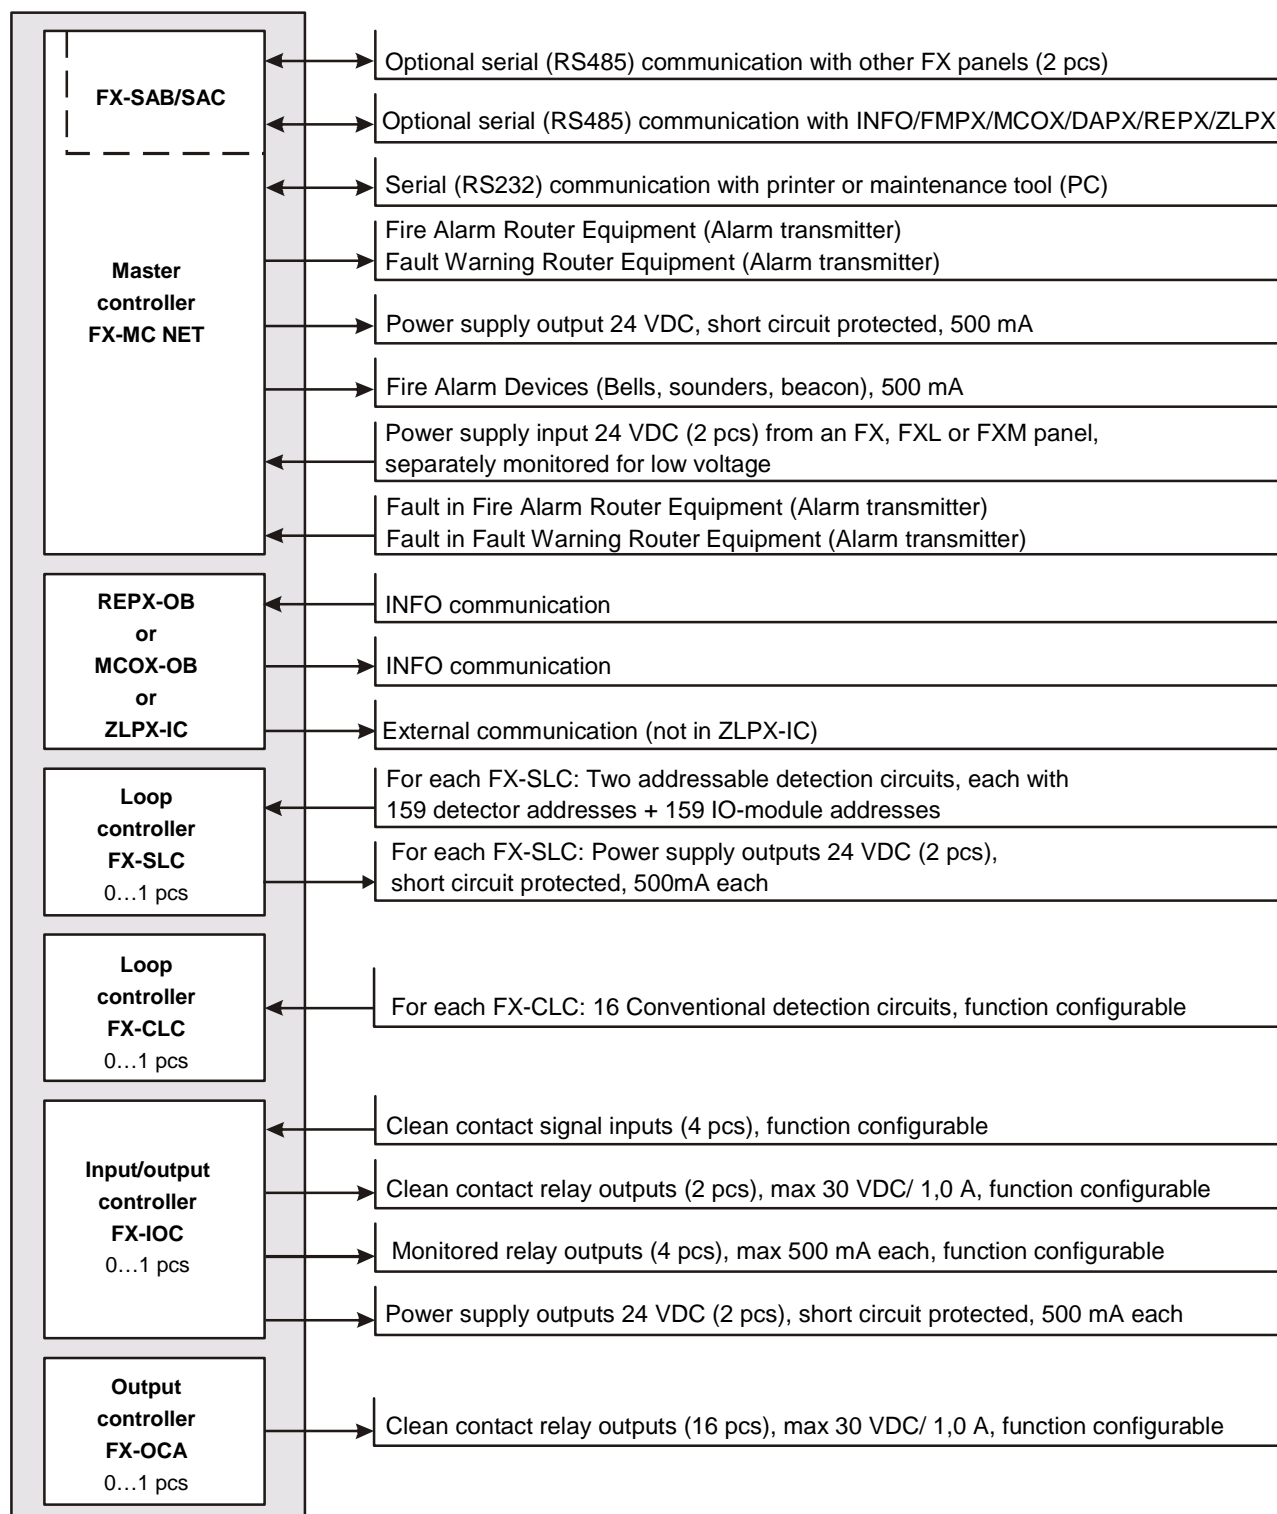 FX-SAB/SAC
Optional serial (RS485) communication with other FX panels (2 pcs)
Optional serial (RS485) communication with INFO/FMPX/MCOX/DAPX/REPX/ZLPX
Master
controller
FX-MC NET
Serial (RS232) communication with printer or maintenance tool (PC)
Fire Alarm Router Equipment (Alarm transmitter)
Fault Warning Router Equipment (Alarm transmitter)
Power supply output 24 VDC, short circuit protected, 500 mA
Fire Alarm Devices (Bells, sounders, beacon), 500 mA
Power supply input 24 VDC (2 pcs) from an FX, FXL or FXM panel,
separately monitored for low voltage
Fault in Fire Alarm Router Equipment (Alarm transmitter)
Fault in Fault Warning Router Equipment (Alarm transmitter)
REPX-OB
or
MCOX-OB
or
ZLPX-IC
INFO communication
INFO communication
External communication (not in ZLPX-IC)
Loop
controller
FX-SLC
0…1 pcs
For each FX-SLC: Two addressable detection circuits, each with
159 detector addresses + 159 IO-module addresses
For each FX-SLC: Power supply outputs 24 VDC (2 pcs),
short circuit protected, 500mA each
Loop
controller
FX-CLC
0…1 pcs
For each FX-CLC: 16 Conventional detection circuits, function configurable
Input/output
controller
FX-IOC
0…1 pcs
Clean contact signal inputs (4 pcs), function configurable
Clean contact relay outputs (2 pcs), max 30 VDC/ 1,0 A, function configurable
Monitored relay outputs (4 pcs), max 500 mA each, function configurable
Power supply outputs 24 VDC (2 pcs), short circuit protected, 500 mA each
Output
controller
FX-OCA
0…1 pcs
Clean contact relay outputs (16 pcs), max 30 VDC/ 1,0 A, function configurable